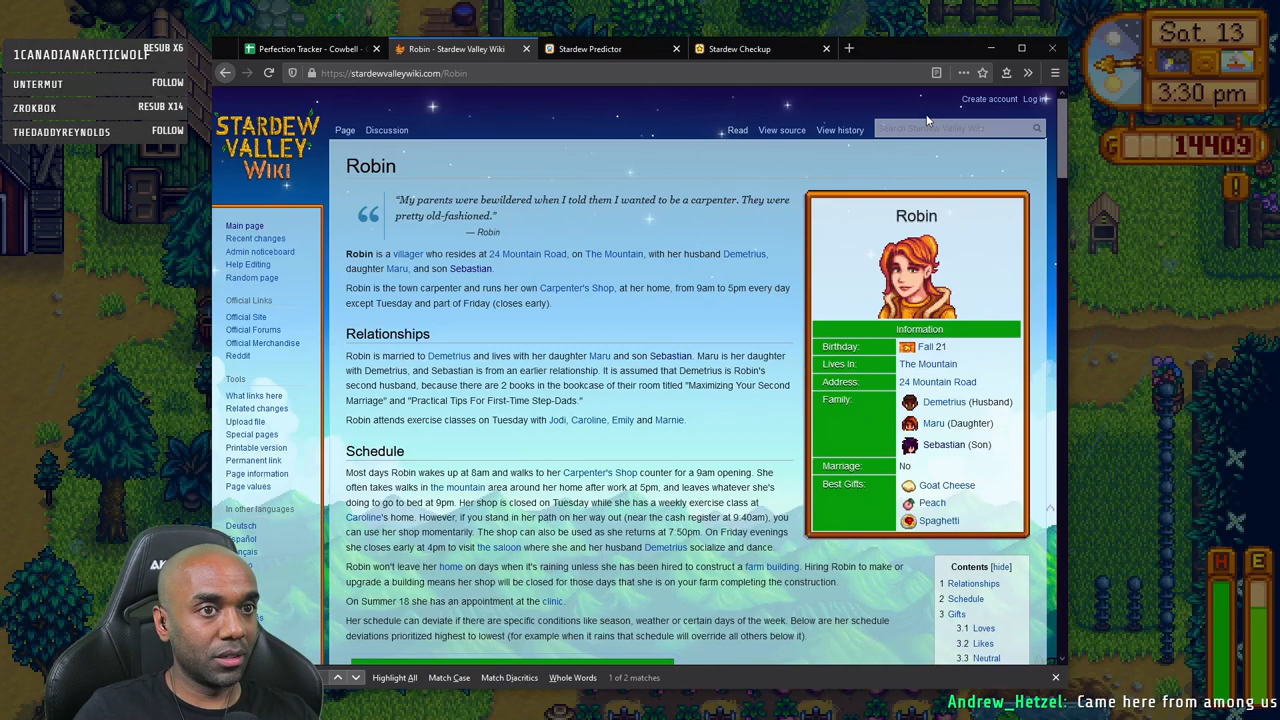 1CANADIANARCTICWOLF RESUB X6
UNTERMUT FOLLOW
ZROKBOK RESUB X14
THEDADDYREYNOLDS FOLLOW
Perfection Tracker - Cowbell -
Robin - Stardew Valley Wiki
Stardew Predictor
Stardew Checkup
https://stardewvalleywiki.com/Robin
Sat. 13
3:30 pm
14409
Create account Log in
STARDEW
VALLEY
WIKI
Page Discussion Read View source View history Search Stardew Valley Wiki
Main page
Recent changes
Admin noticeboard
Help Editing
Random page
Official Links
Official Site
Official Forums
Official Merchandise
Reddit
Tools
What links here
Related changes
Upload file
Special pages
Printable version
Permanent link
Page information
Page values
In other languages
Deutsch
Español
Français
Robin
“My parents were bewildered when I told them I wanted to be a carpenter. They were
pretty old-fashioned.”
— Robin
Robin is a villager who resides at 24 Mountain Road, on The Mountain, with her husband Demetrius,
daughter Maru, and son Sebastian.
Robin is the town carpenter and runs her own Carpenter's Shop, at her home, from 9am to 5pm every day
except Tuesday and part of Friday (closes early).
Relationships
Robin is married to Demetrius and lives with her daughter Maru and son Sebastian. Maru is her daughter
with Demetrius, and Sebastian is from an earlier relationship. It is assumed that Demetrius is Robin's
second husband, because there are 2 books in the bookcase of their room titled "Maximizing Your Second
Marriage" and "Practical Tips For First-Time Step-Dads."
Robin attends exercise classes on Tuesday with Jodi, Caroline, Emily and Marnie.
Schedule
Most days Robin wakes up at 8am and walks to her Carpenter's Shop counter for a 9am opening. She
often takes walks in the mountain area around her home after work at 5pm, and leaves whatever she's
doing to go to bed at 9pm. Her shop is closed on Tuesday while she has a weekly exercise class at
Caroline's home. However, if you stand in her path on her way out (near the cash register at 9:40am), you
can use her shop momentarily. The shop can also be used as she returns at 7:50pm. On Friday evenings
she closes early at 4pm to visit the saloon where she and her husband Demetrius socialize and dance.
Robin won't leave her home on days when it's raining unless she has been hired to construct a farm building. Hiring Robin to make or
upgrade a building means her shop will be closed for those days that she is on your farm completing the construction.
On Summer 18 she has an appointment at the clinic.
Her schedule can deviate if there are specific conditions like season, weather or certain days of the week. Below are her schedule
deviations prioritized highest to lowest (for example when it rains that schedule will override all others below it).
Robin
Information
Birthday: Fall 21
Lives In: The Mountain
Address: 24 Mountain Road
Family: Demetrius (Husband)
Maru (Daughter)
Sebastian (Son)
Marriage: No
Best Gifts: Goat Cheese
Peach
Spaghetti
Contents [hide]
1 Relationships
2 Schedule
3 Gifts
3.1 Loves
3.2 Likes
3.3 Neutral
Highlight All Match Case Match Diacritics Whole Words 1 of 2 matches
H E
Andrew_Hetzel: Came here from among us